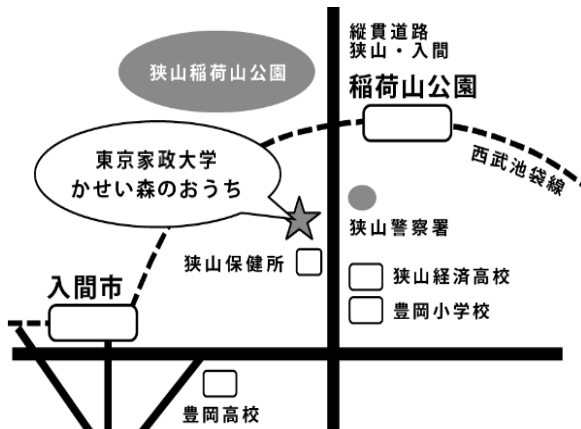 縦貫道路
狭山・入間
狭山稲荷山公園
稲荷山公園
東京家政大学
かせい森のおうち
西武池袋線
狭山警察署
狭山保健所
狭山経済高校
入間市
豊岡小学校
豊岡高校